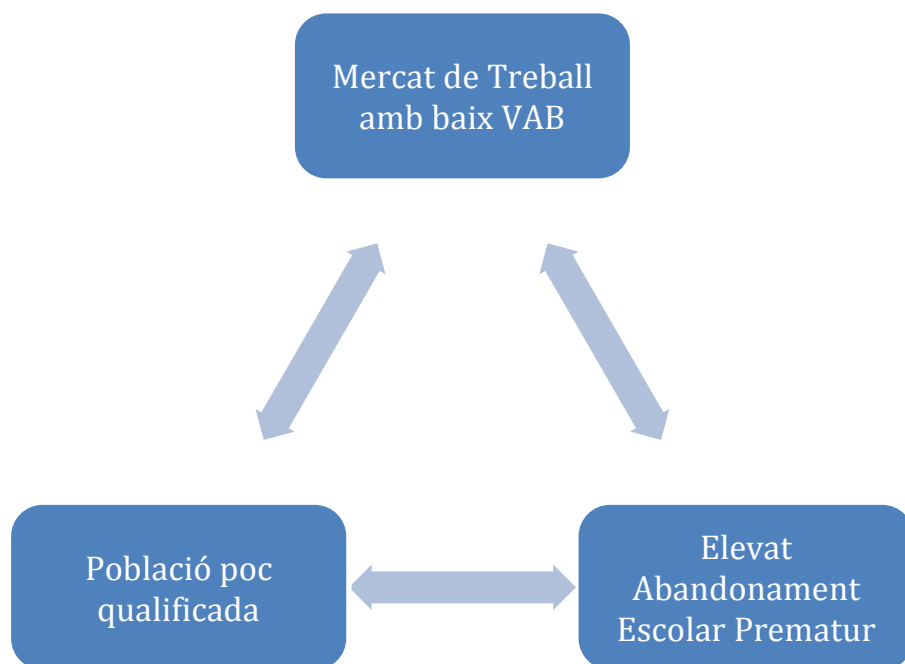 Mercat de Treball
amb baix VAB
Població poc
qualificada
Elevat
Abandonament
Escolar Prematur